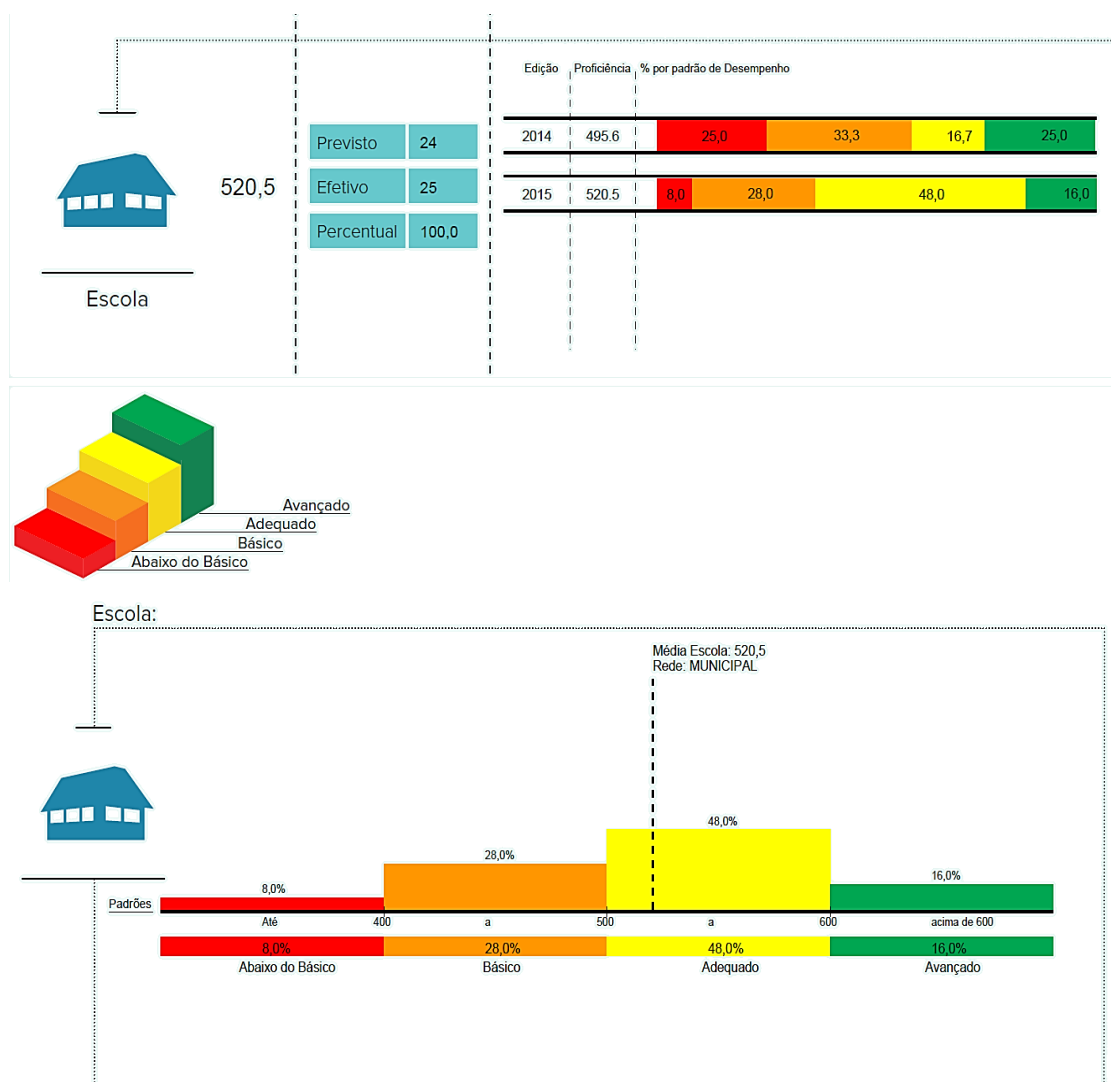 Edição Proficiência % por padrão de Desempenho
2014 495.6 25,0 33,3 16,7 25,0
Previsto 24
520,5
Efetivo 25
2015 520.5 8,0 28,0 48,0 16,0
Percentual 100,0
Escola
Avançado
Adequado
Básico
Abaixo do Básico
Escola:
Média Escola: 520,5
Rede: MUNICIPAL
48,0%
28,0%
16,0%
8,0%
Padrões
Até 400 a 500 a 600 acima de 600
8,0% 28,0% 48,0% 16,0%
Abaixo do Básico Básico Adequado Avançado